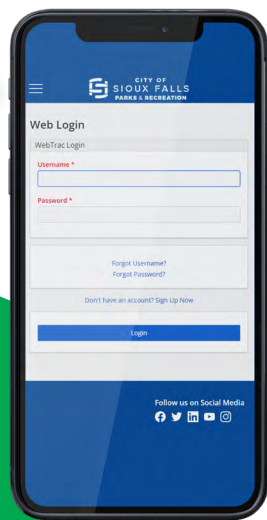 CITY OF
SIOUX FALLS
PARKS & RECREATION
Web Login
WebTrac Login
Username *
Password *
Forgot Username?
Forgot Password?
Don't have an account? Sign Up Now
Login
Follow us on Social Media